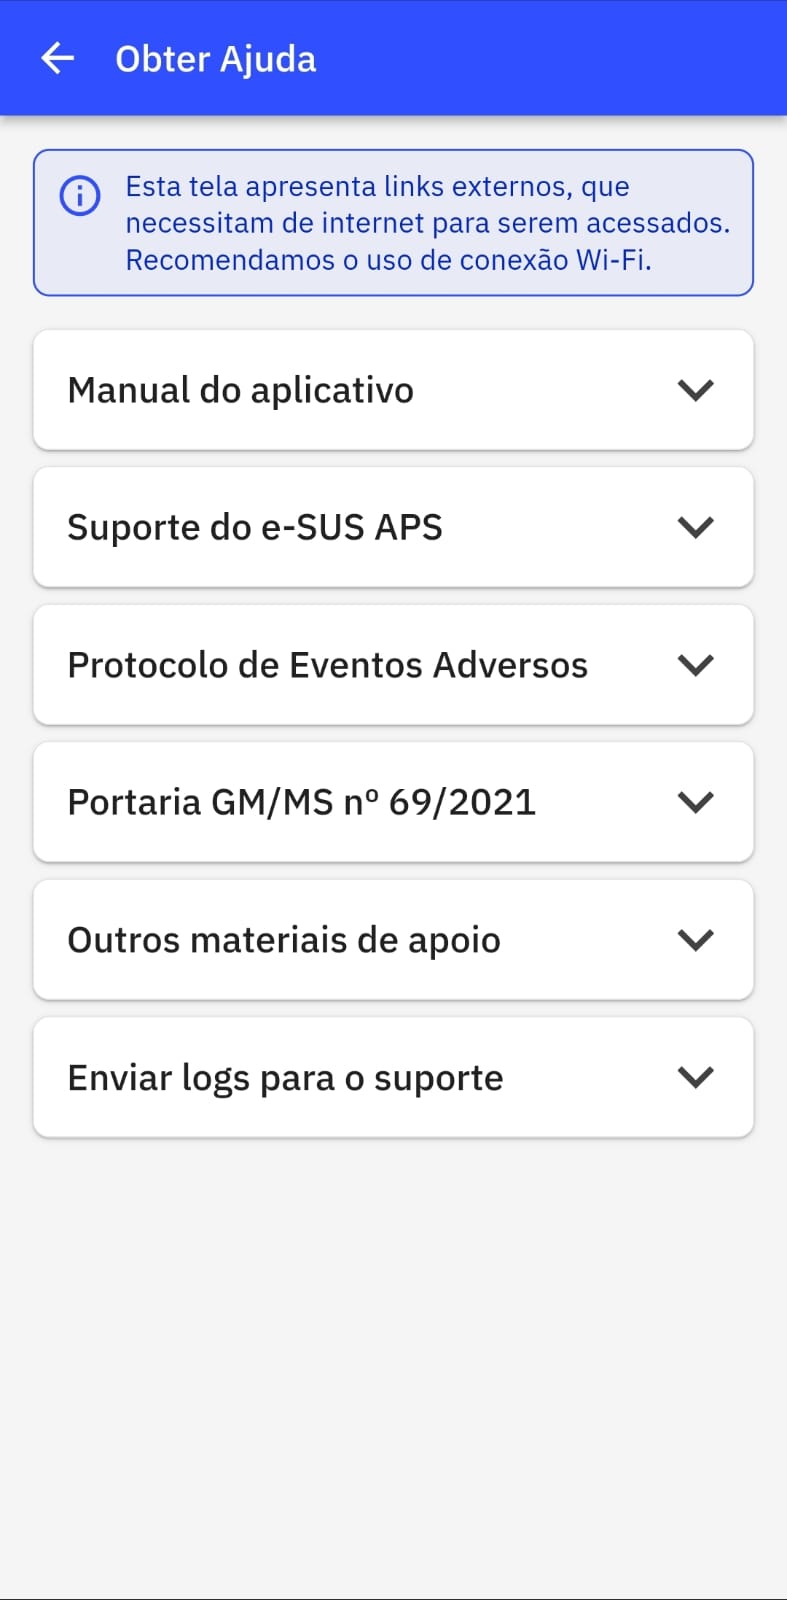 Obter Ajuda
Esta tela apresenta links externos, que
necessitam de internet para serem acessados.
Recomendamos o uso de conexão Wi-Fi.
Manual do aplicativo
Suporte do e-SUS APS
Protocolo de Eventos Adversos
Portaria GM/MS nº 69/2021
Outros materiais de apoio
Enviar logs para o suporte